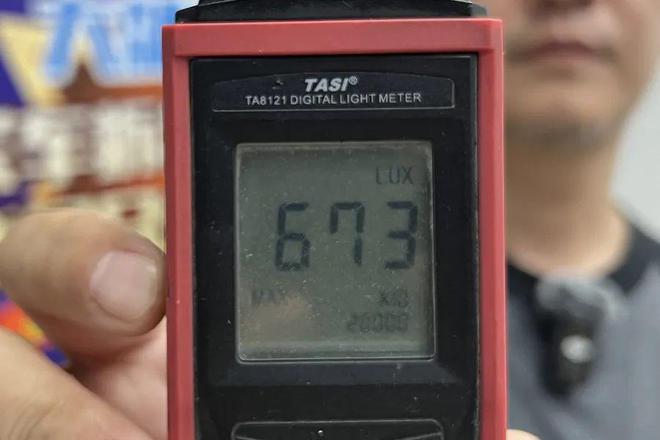 TASI®
TA8121 DIGITAL LIGHT METER
LUX
673
MAX
X10
20000